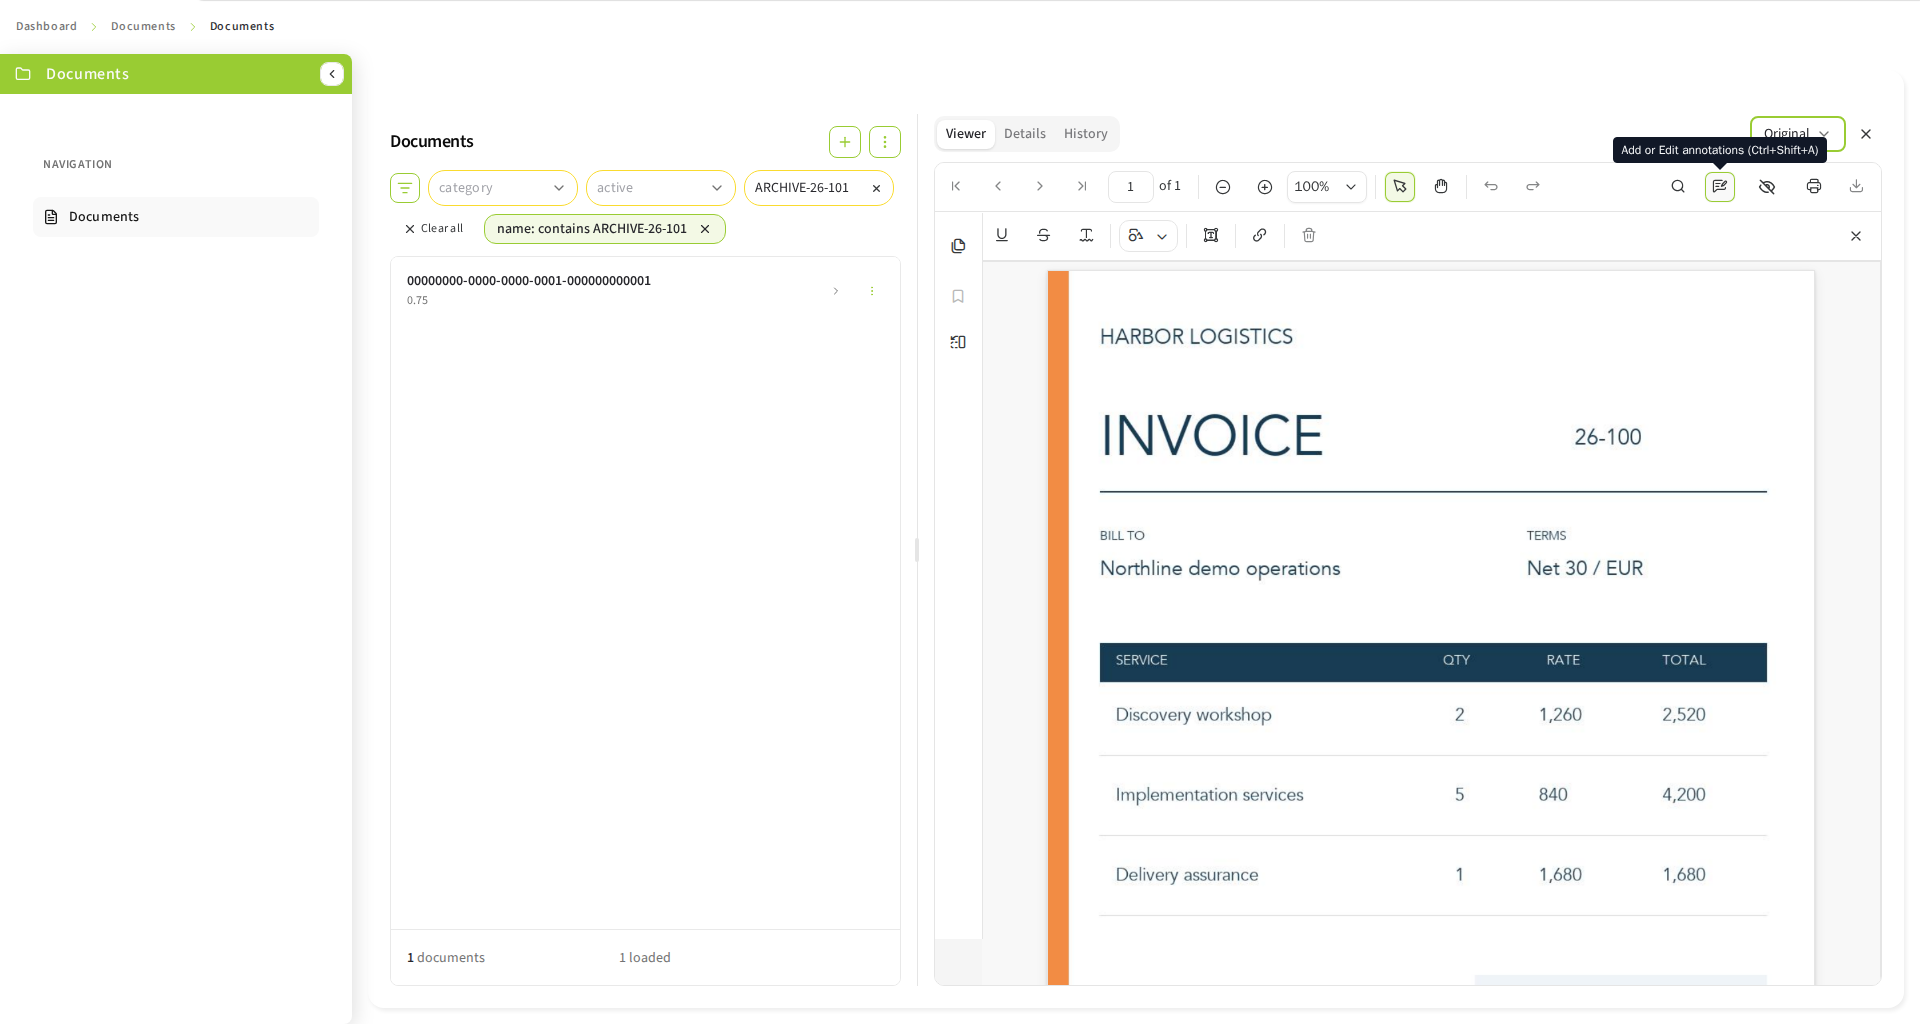 Dashboard Documents Documents
Documents
NAVIGATION
Documents
Documents
category active ARCHIVE-26-101
Clear all name: contains ARCHIVE-26-101
00000000-0000-0000-0001-000000000001
0.75
1 documents 1 loaded
Viewer Details History
Original
Add or Edit annotations (Ctrl+Shift+A)
1 of 1 100%
HARBOR LOGISTICS
INVOICE 26-100
BILL TO TERMS
Northline demo operations Net 30 / EUR
SERVICE QTY RATE TOTAL
Discovery workshop 2 1,260 2,520
Implementation services 5 840 4,200
Delivery assurance 1 1,680 1,680